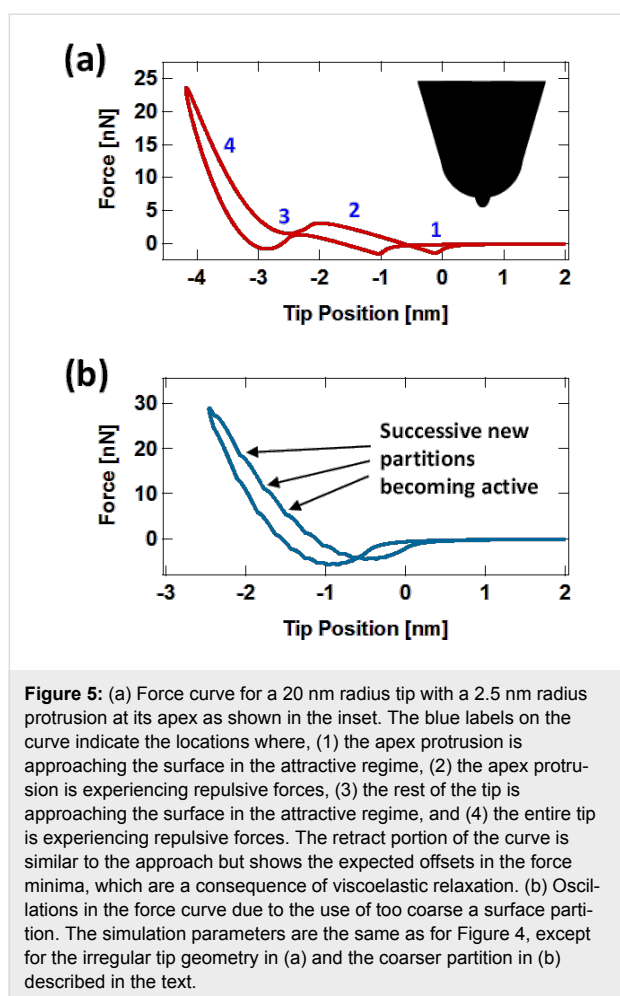 (a)
25
20
15
10
5
0
Force [nN]
4
3
2
1
-4 -3 -2 -1 0 1 2
Tip Position [nm]
(b)
30
20
10
0
Force [nN]
Successive new
partitions
becoming active
-3 -2 -1 0 1 2
Tip Position [nm]
Figure 5: (a) Force curve for a 20 nm radius tip with a 2.5 nm radius
protrusion at its apex as shown in the inset. The blue labels on the
curve indicate the locations where, (1) the apex protrusion is
approaching the surface in the attractive regime, (2) the apex protru-
sion is experiencing repulsive forces, (3) the rest of the tip is
approaching the surface in the attractive regime, and (4) the entire tip
is experiencing repulsive forces. The retract portion of the curve is
similar to the approach but shows the expected offsets in the force
minima, which are a consequence of viscoelastic relaxation. (b) Oscil-
lations in the force curve due to the use of too coarse a surface parti-
tion. The simulation parameters are the same as for Figure 4, except
for the irregular tip geometry in (a) and the coarser partition in (b)
described in the text.